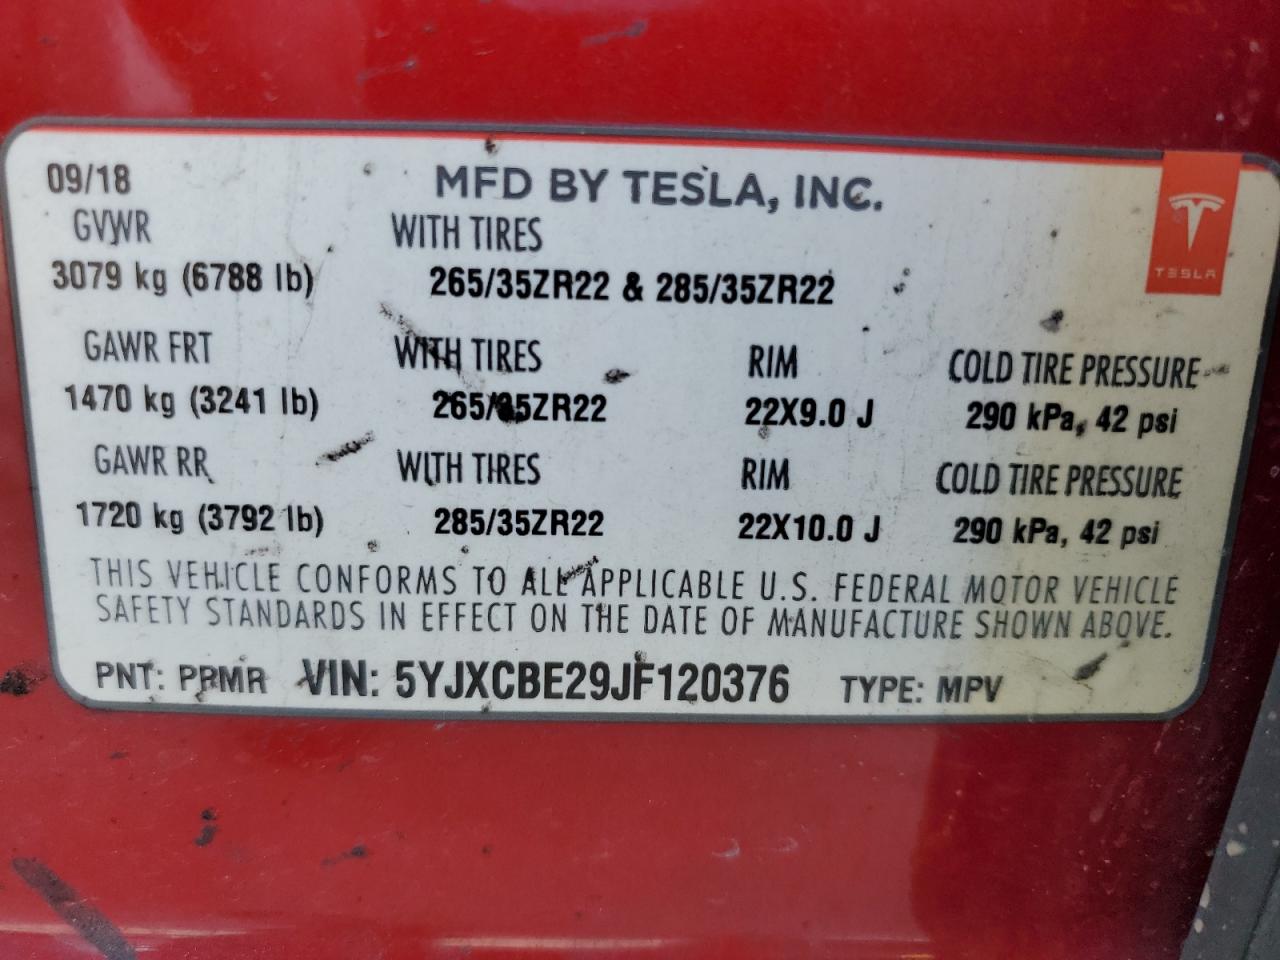 09/18 MFD BY TESLA, INC.
GVWR WITH TIRES
3079 kg (6788 lb) 265/35ZR22 & 285/35ZR22
TESLA
GAWR FRT WITH TIRES RIM COLD TIRE PRESSURE
1470 kg (3241 lb) 265/35ZR22 22X9.0 J 290 kPa, 42 psi
GAWR RR WITH TIRES RIM COLD TIRE PRESSURE
1720 kg (3792 lb) 285/35ZR22 22X10.0 J 290 kPa, 42 psi
THIS VEHICLE CONFORMS TO ALL APPLICABLE U.S. FEDERAL MOTOR VEHICLE
SAFETY STANDARDS IN EFFECT ON THE DATE OF MANUFACTURE SHOWN ABOVE.
PNT: PPMR VIN: 5YJXCBE29JF120376 TYPE: MPV